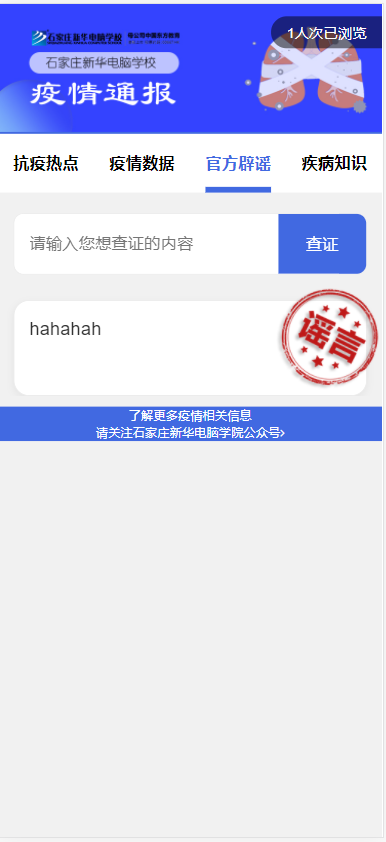 1人次已浏览
石家庄新华电脑学校
石家庄新华电脑学校
疫情通报
抗疫热点 疫情数据 官方辟谣 疾病知识
请输入您想查证的内容 查证
hahahah
谣言
了解更多疫情相关信息
请关注石家庄新华电脑学院公众号>